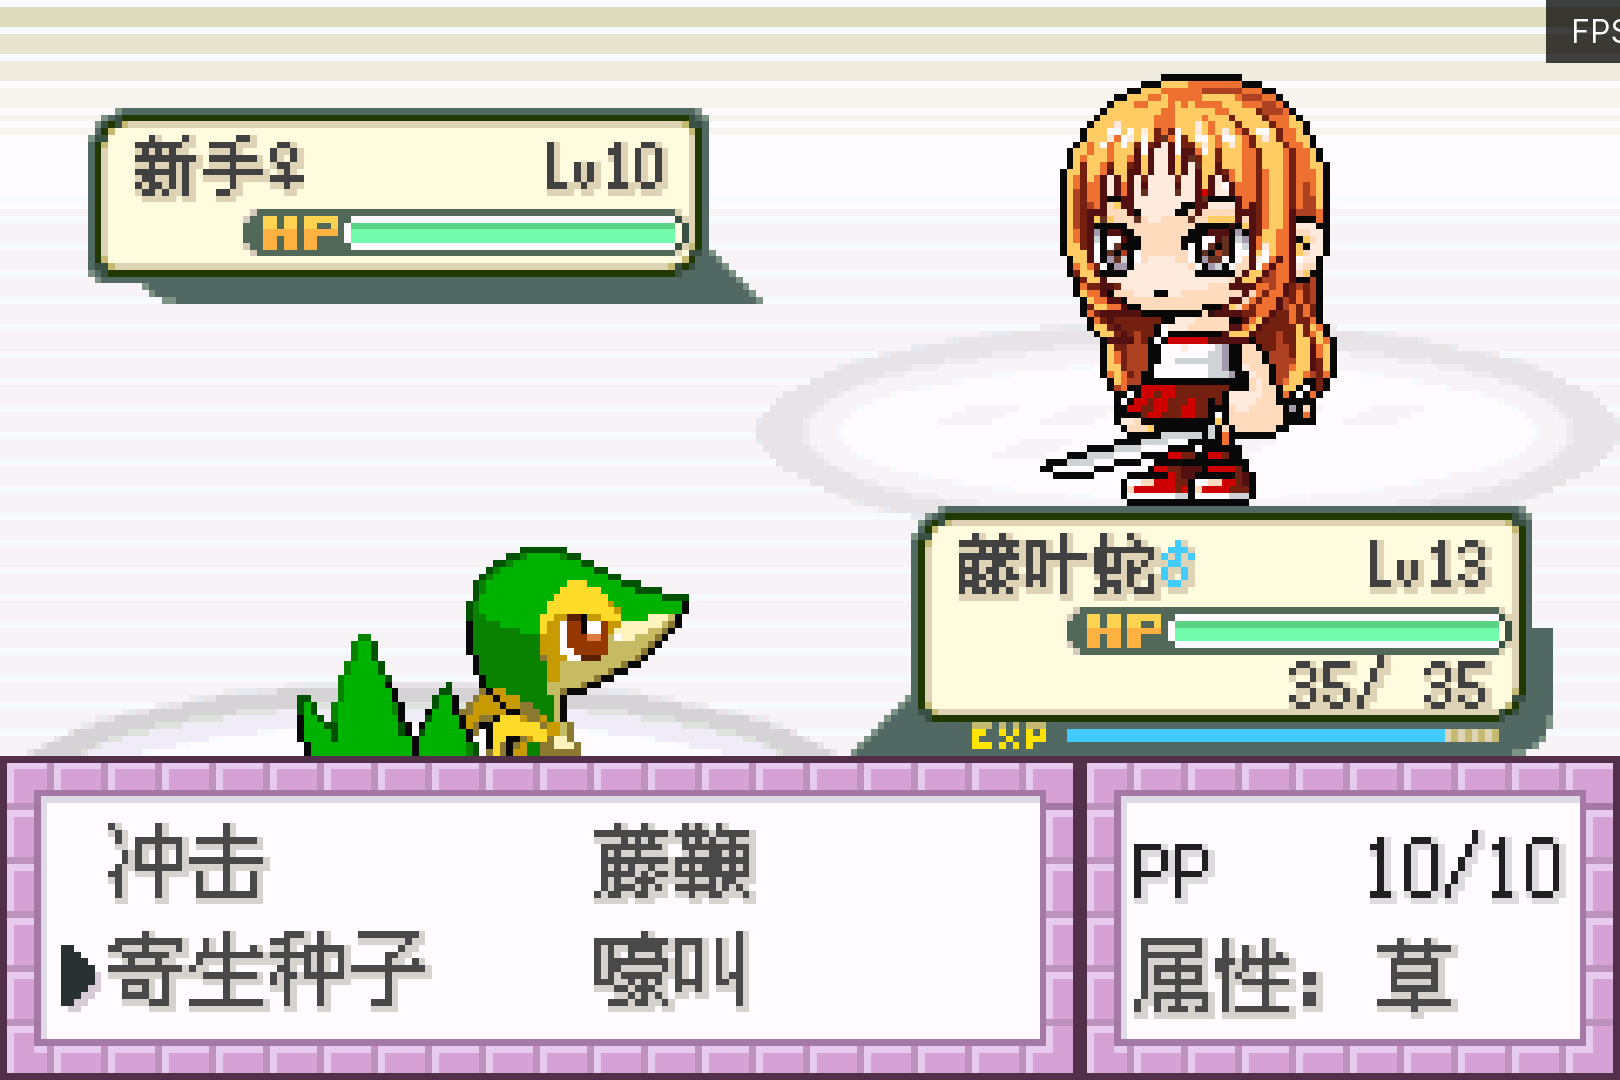 FPS
新手♀ Lv10
HP
藤叶蛇♂ Lv13
HP
35/ 35
EXP
冲击 藤鞭
寄生种子 嚎叫
PP 10/10
属性：草